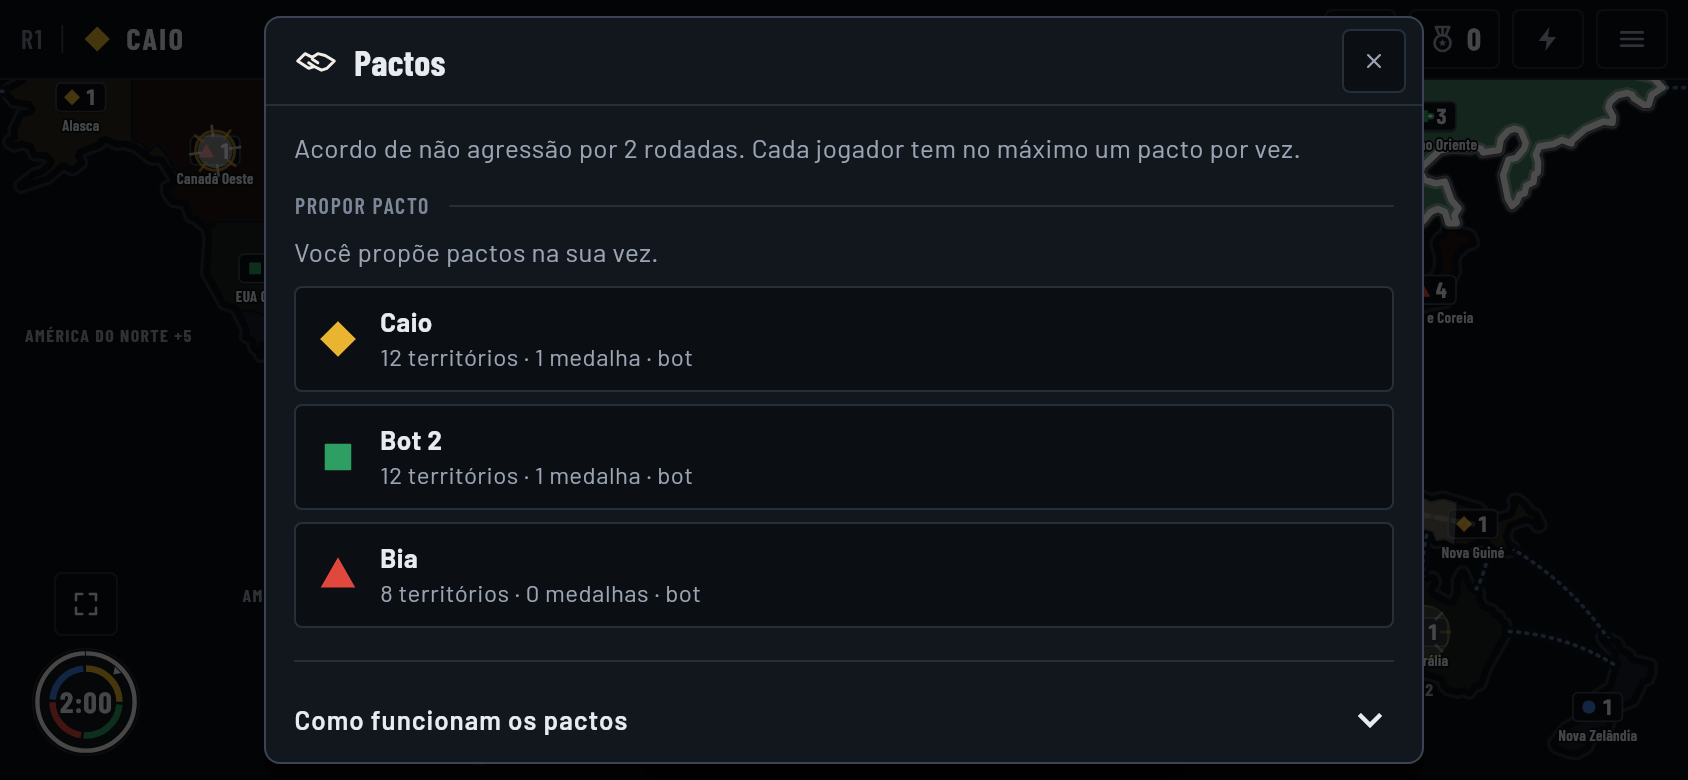 R1 CAIO
0
Pactos
Acordo de não agressão por 2 rodadas. Cada jogador tem no máximo um pacto por vez.
PROPOR PACTO
Você propõe pactos na sua vez.
Caio
12 territórios · 1 medalha · bot
Bot 2
12 territórios · 1 medalha · bot
Bia
8 territórios · 0 medalhas · bot
Como funcionam os pactos
1
Alasca
1
Canadá Oeste
EUA
AMÉRICA DO NORTE +5
AM
2:00
3
Oriente
4
e Coreia
1
Nova Guiné
1
rália
2
1
Nova Zelândia